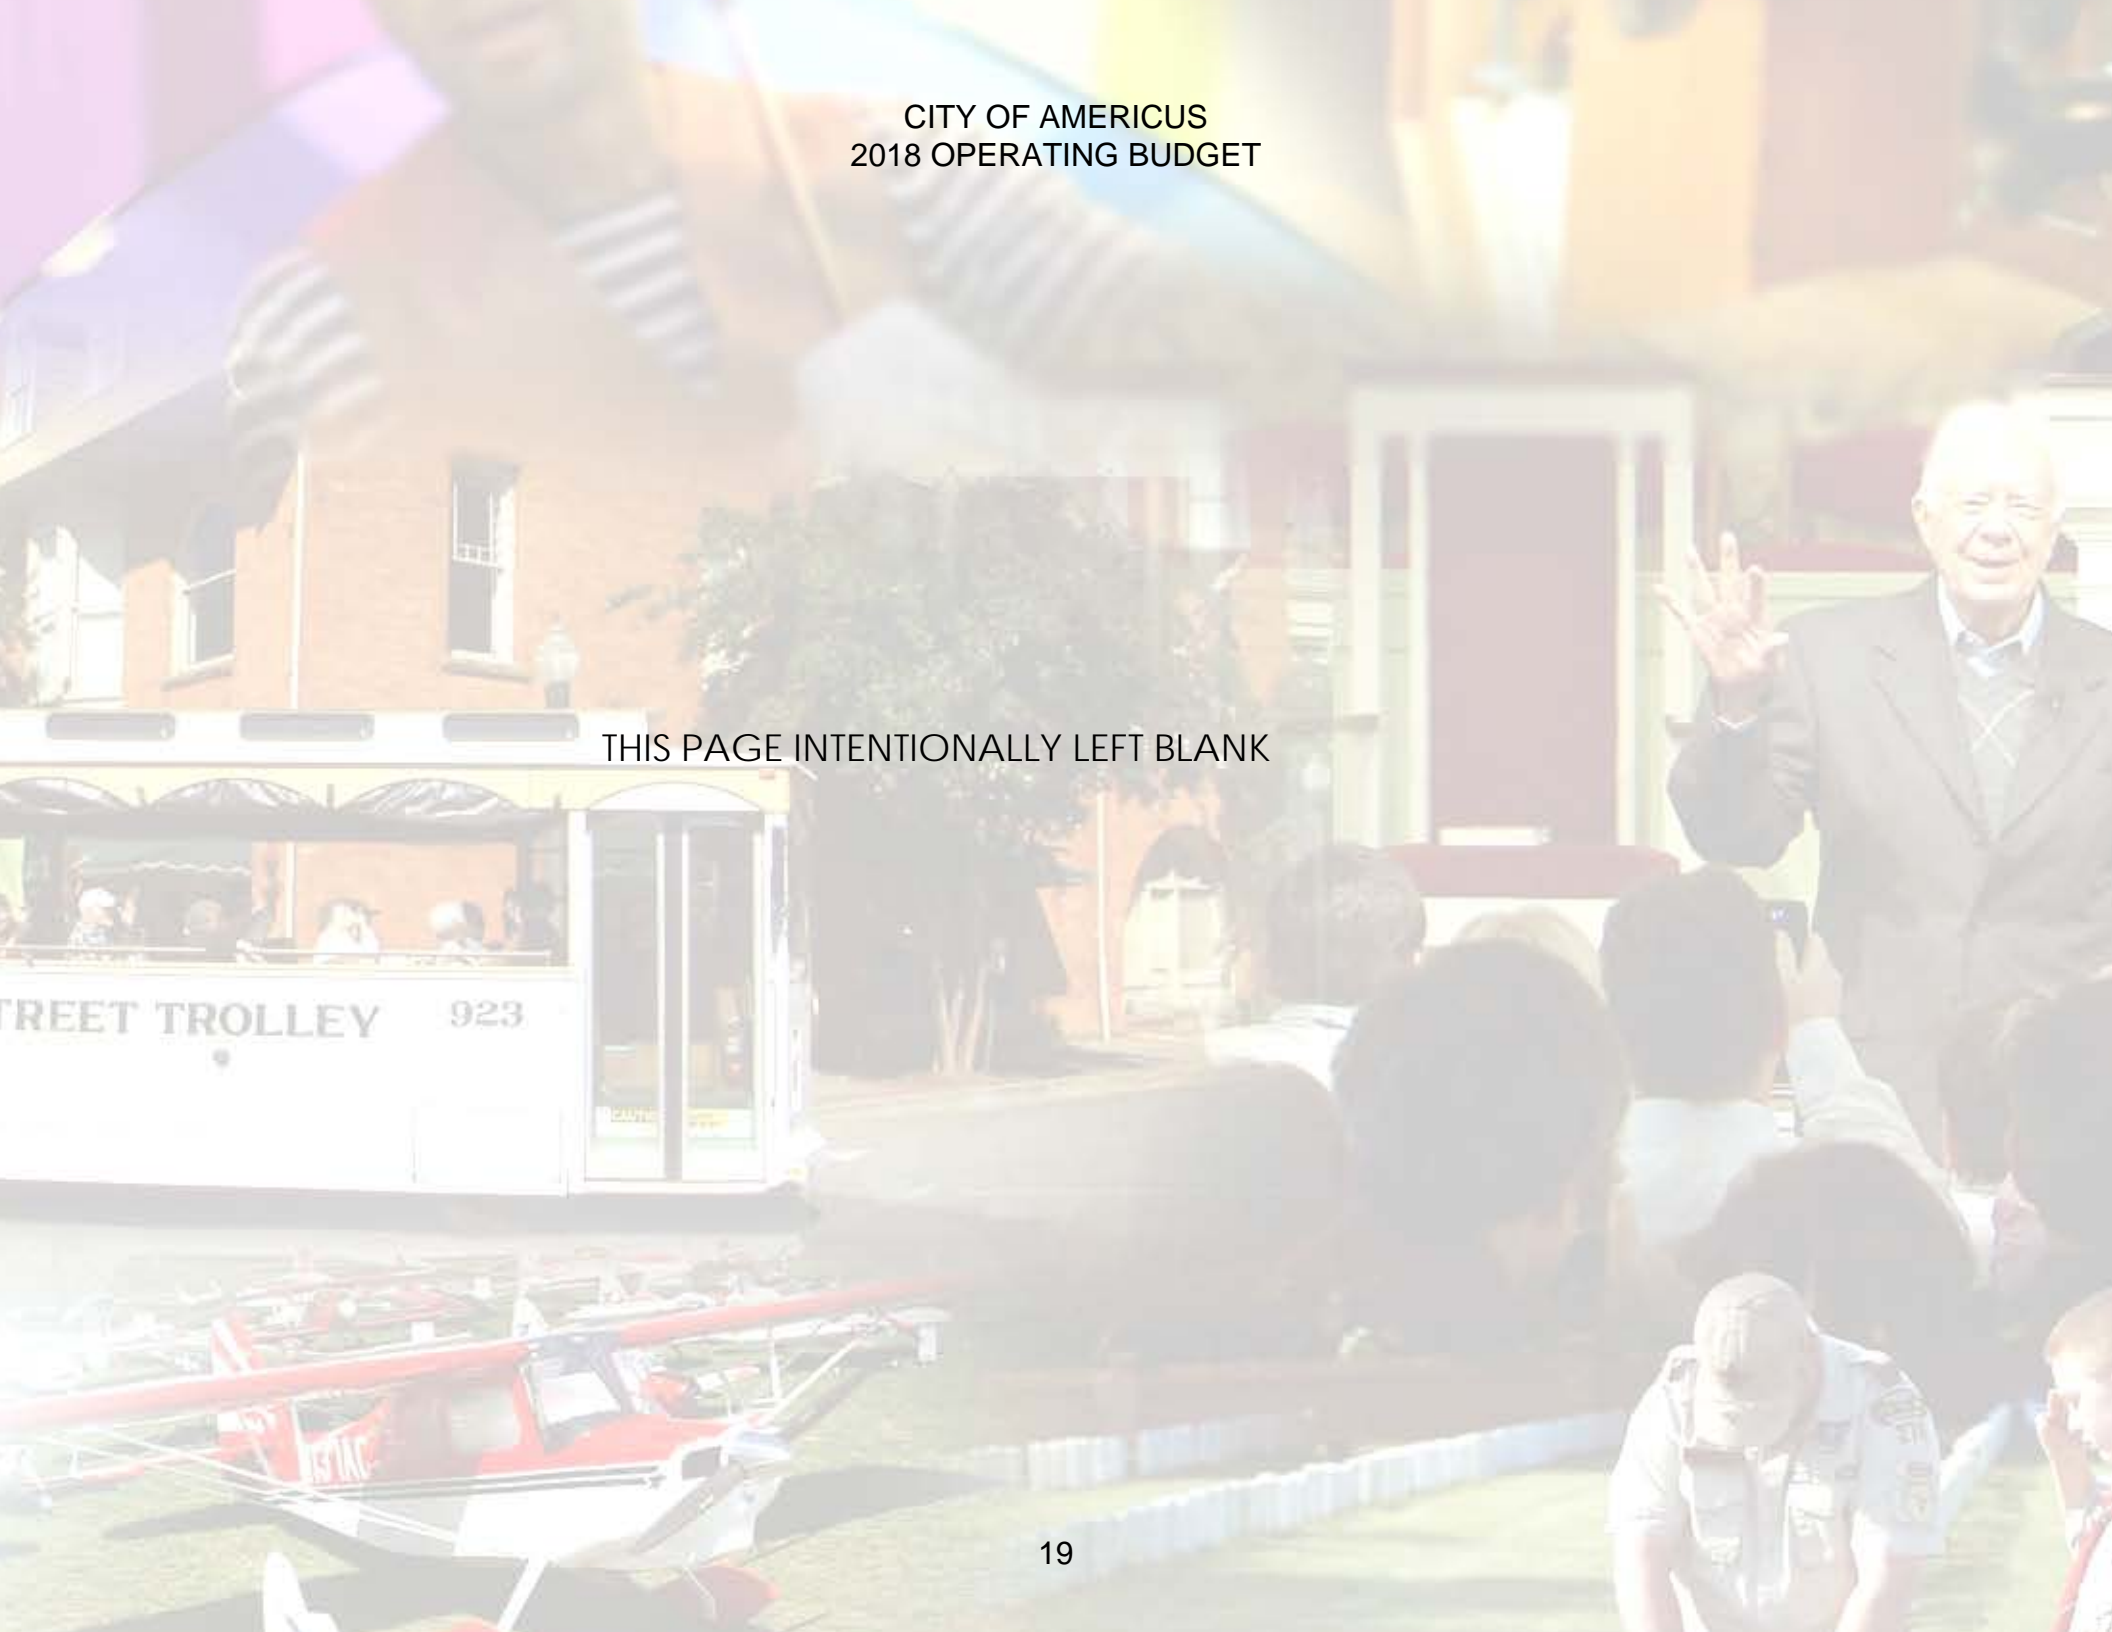 CITY OF AMERICUS
2018 OPERATING BUDGET
THIS PAGE INTENTIONALLY LEFT BLANK
TREET TROLLEY 923
19